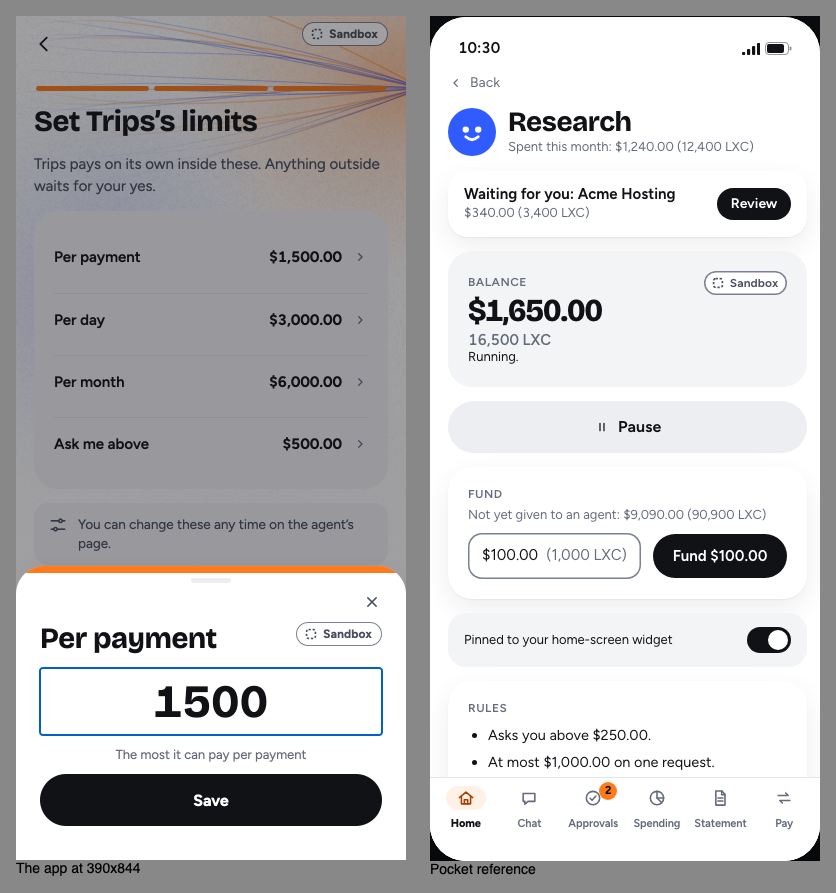 Sandbox
Set Trips's limits
Trips pays on its own inside these. Anything outside
waits for your yes.
Per payment $1,500.00
Per day $3,000.00
Per month $6,000.00
Ask me above $500.00
You can change these any time on the agent's
page.
Per payment
Sandbox
1500
The most it can pay per payment
Save
The app at 390x844
10:30
Back
Research
Spent this month: $1,240.00 (12,400 LXC)
Waiting for you: Acme Hosting
$340.00 (3,400 LXC)
Review
BALANCE
Sandbox
$1,650.00
16,500 LXC
Running.
Pause
FUND
Not yet given to an agent: $9,090.00 (90,900 LXC)
$100.00 (1,000 LXC)
Fund $100.00
Pinned to your home-screen widget
RULES
Asks you above $250.00.
At most $1,000.00 on one request.
2
Home Chat Approvals Spending Statement Pay
Pocket reference